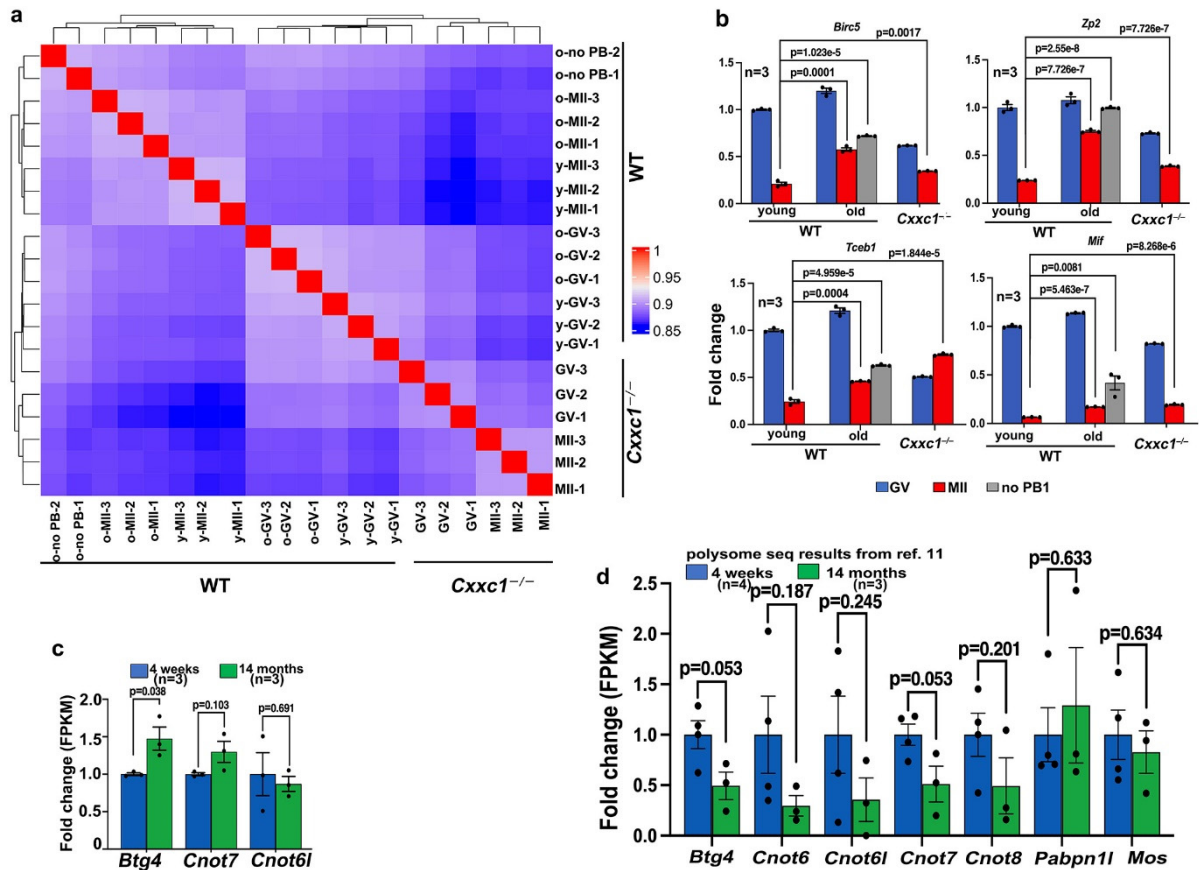 a
o-no PB-2
o-no PB-1
o-MII-3
o-MII-2
o-MII-1
y-MII-3
y-MII-2
y-MII-1
o-GV-3
o-GV-2
o-GV-1
y-GV-3
y-GV-2
y-GV-1
GV-3
GV-2
GV-1
MII-3
MII-2
MII-1
WT
Cxxc1⁻/⁻
1
0.95
0.9
0.85
o-no PB-2
o-no PB-1
o-MII-3
o-MII-2
o-MII-1
y-MII-3
y-MII-2
y-MII-1
o-GV-3
o-GV-2
o-GV-1
y-GV-3
y-GV-2
y-GV-1
GV-3
GV-2
GV-1
MII-3
MII-2
MII-1
WT
Cxxc1⁻/⁻
b
Birc5
p=0.0017
p=1.023e-5
p=0.0001
n=3
1.5
1.0
0.5
0.0
young
old
WT
Cxxc1⁻/⁻
Zp2
p=7.726e-7
p=2.55e-8
p=7.726e-7
n=3
1.5
1.0
0.5
0.0
young
old
WT
Cxxc1⁻/⁻
Tceb1
p=1.844e-5
p=4.959e-5
p=0.0004
n=3
Fold change
1.5
1.0
0.5
0.0
young
old
WT
Cxxc1⁻/⁻
Mif
p=8.268e-6
p=0.0081
p=5.463e-7
n=3
1.5
1.0
0.5
0.0
young
old
WT
Cxxc1⁻/⁻
GV
MII
no PB1
c
4 weeks
(n=3)
14 months
(n=3)
p=0.038
p=0.103
p=0.691
Fold change (FPKM)
2.0
1.5
1.0
0.5
0.0
Btg4
Cnot7
Cnot6l
d
polysome seq results from ref. 11
4 weeks
(n=4)
14 months
(n=3)
p=0.053
p=0.187
p=0.245
p=0.053
p=0.201
p=0.633
p=0.634
Fold change (FPKM)
2.5
2.0
1.5
1.0
0.5
0.0
Btg4
Cnot6
Cnot6l
Cnot7
Cnot8
Pabpn1l
Mos